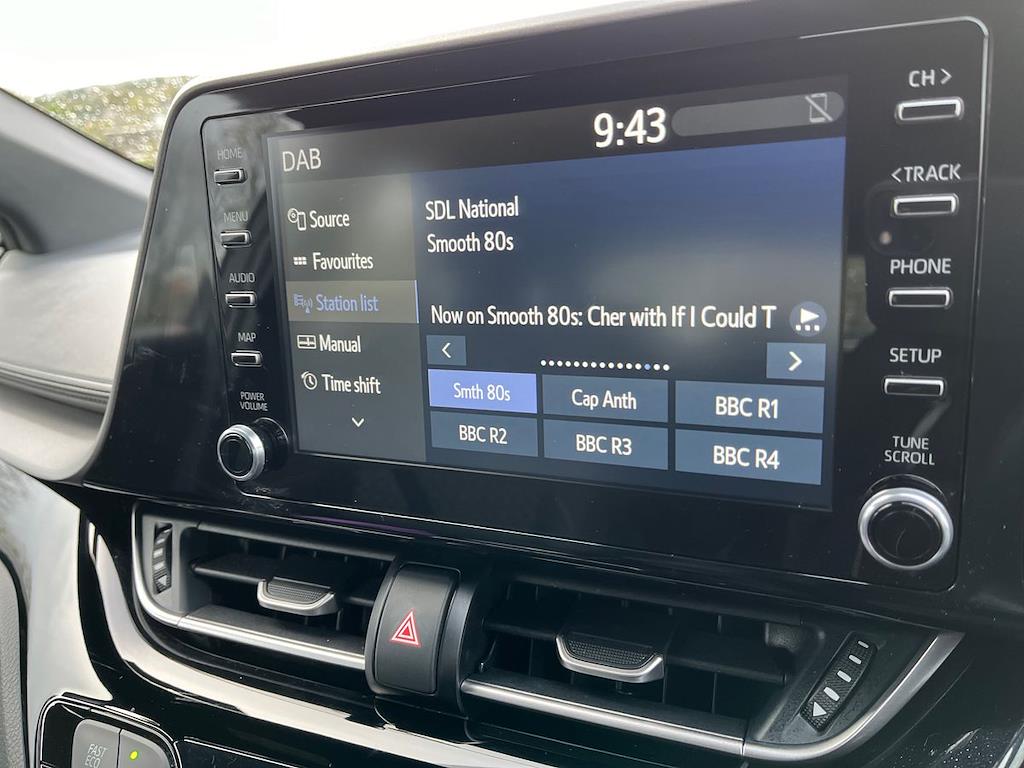 CH >
9:43
DAB
HOME
< TRACK
MENU
Source
SDL National
Favourites
Smooth 80s
PHONE
AUDIO
Station list
Now on Smooth 80s: Cher with If I Could T
MAP
Manual
<
>
SETUP
Time shift
Smth 80s
Cap Anth
BBC R1
POWER
VOLUME
BBC R2
BBC R3
BBC R4
TUNE
SCROLL
FAST
ECO